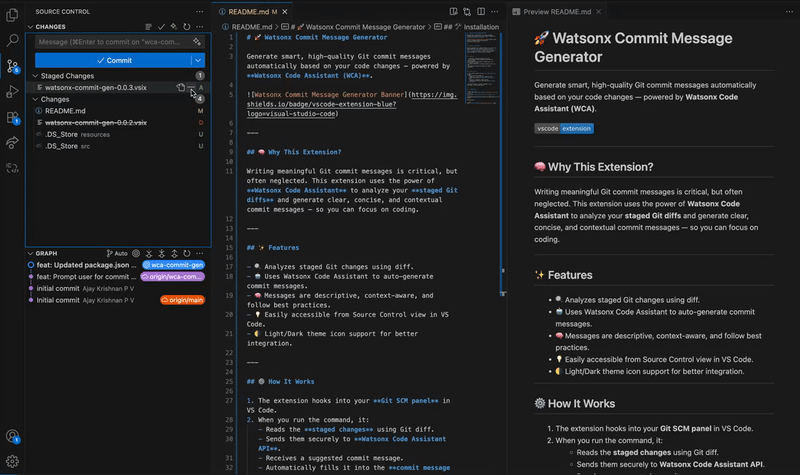 SOURCE CONTROL
CHANGES
Message (⌘Enter to commit on "wca-comm...
Commit
Staged Changes 1
watsonx-commit-gen-0.0.3.vsix A
Changes 4
README.md M
watsonx-commit-gen-0.0.2.vsix D
.DS_Store resources U
.DS_Store src U
GRAPH Auto
feat: Updated package.json ... wca-commit-gen
feat: Prompt user for commit ... origin/wca-com...
initial commit Ajay Krishnan P V
Initial commit Ajay Krishnan P V origin/main
README.md M
README.md > # 🚀 Watsonx Commit Message Generator > ## ⚙️ Installation
1 # 🚀 Watsonx Commit Message Generator
2
3 Generate smart, high-quality Git commit messages
automatically based on your code changes — powered by
**Watsonx Code Assistant (WCA)**.
4
5 ![Watsonx Commit Message Generator Banner](https://img.
shields.io/badge/vscode-extension-blue?
logo=visual-studio-code)
6
7 ---
8
9 ## 🧠 Why This Extension?
10
11 Writing meaningful Git commit messages is critical, but
often neglected. This extension uses the power of
**Watsonx Code Assistant** to analyze your **staged Git
diffs** and generate clear, concise, and contextual
commit messages — so you can focus on coding.
12
13 ---
14
15 ## ✨ Features
16
17 - 🔍 Analyzes staged Git changes using diff.
18 - 🤖 Uses Watsonx Code Assistant to auto-generate
commit messages.
19 - 🧠 Messages are descriptive, context-aware, and
follow best practices.
20 - 💡 Easily accessible from Source Control view in VS
Code.
21 - 🌗 Light/Dark theme icon support for better
integration.
22
23 ---
24
25 ## ⚙️ How It Works
26
27 1. The extension hooks into your **Git SCM panel** in
VS Code.
28 2. When you run the command, it:
29 - Reads the **staged changes** using Git diff.
30 - Sends them securely to **Watsonx Code Assistant
API**.
31 - Receives a suggested commit message.
32 - Automatically fills it into the **commit message
Preview README.md
🚀 Watsonx Commit Message
Generator
Generate smart, high-quality Git commit messages automatically based on
your code changes — powered by Watsonx Code
Assistant (WCA).
vscode extension
🧠 Why This Extension?
Writing meaningful Git commit messages is critical, but often
neglected. This extension uses the power of Watsonx Code
Assistant to analyze your staged Git diffs and generate clear,
concise, and contextual commit messages — so you can focus on
coding.
✨ Features
• 🔍 Analyzes staged Git changes using diff.
• 🤖 Uses Watsonx Code Assistant to auto-generate commit
messages.
• 🧠 Messages are descriptive, context-aware, and follow best
practices.
• 💡 Easily accessible from Source Control view in VS Code.
• 🌗 Light/Dark theme icon support for better integration.
⚙️ How It Works
1. The extension hooks into your Git SCM panel in VS Code.
2. When you run the command, it:
◦ Reads the staged changes using Git diff.
◦ Sends them securely to Watsonx Code Assistant API.